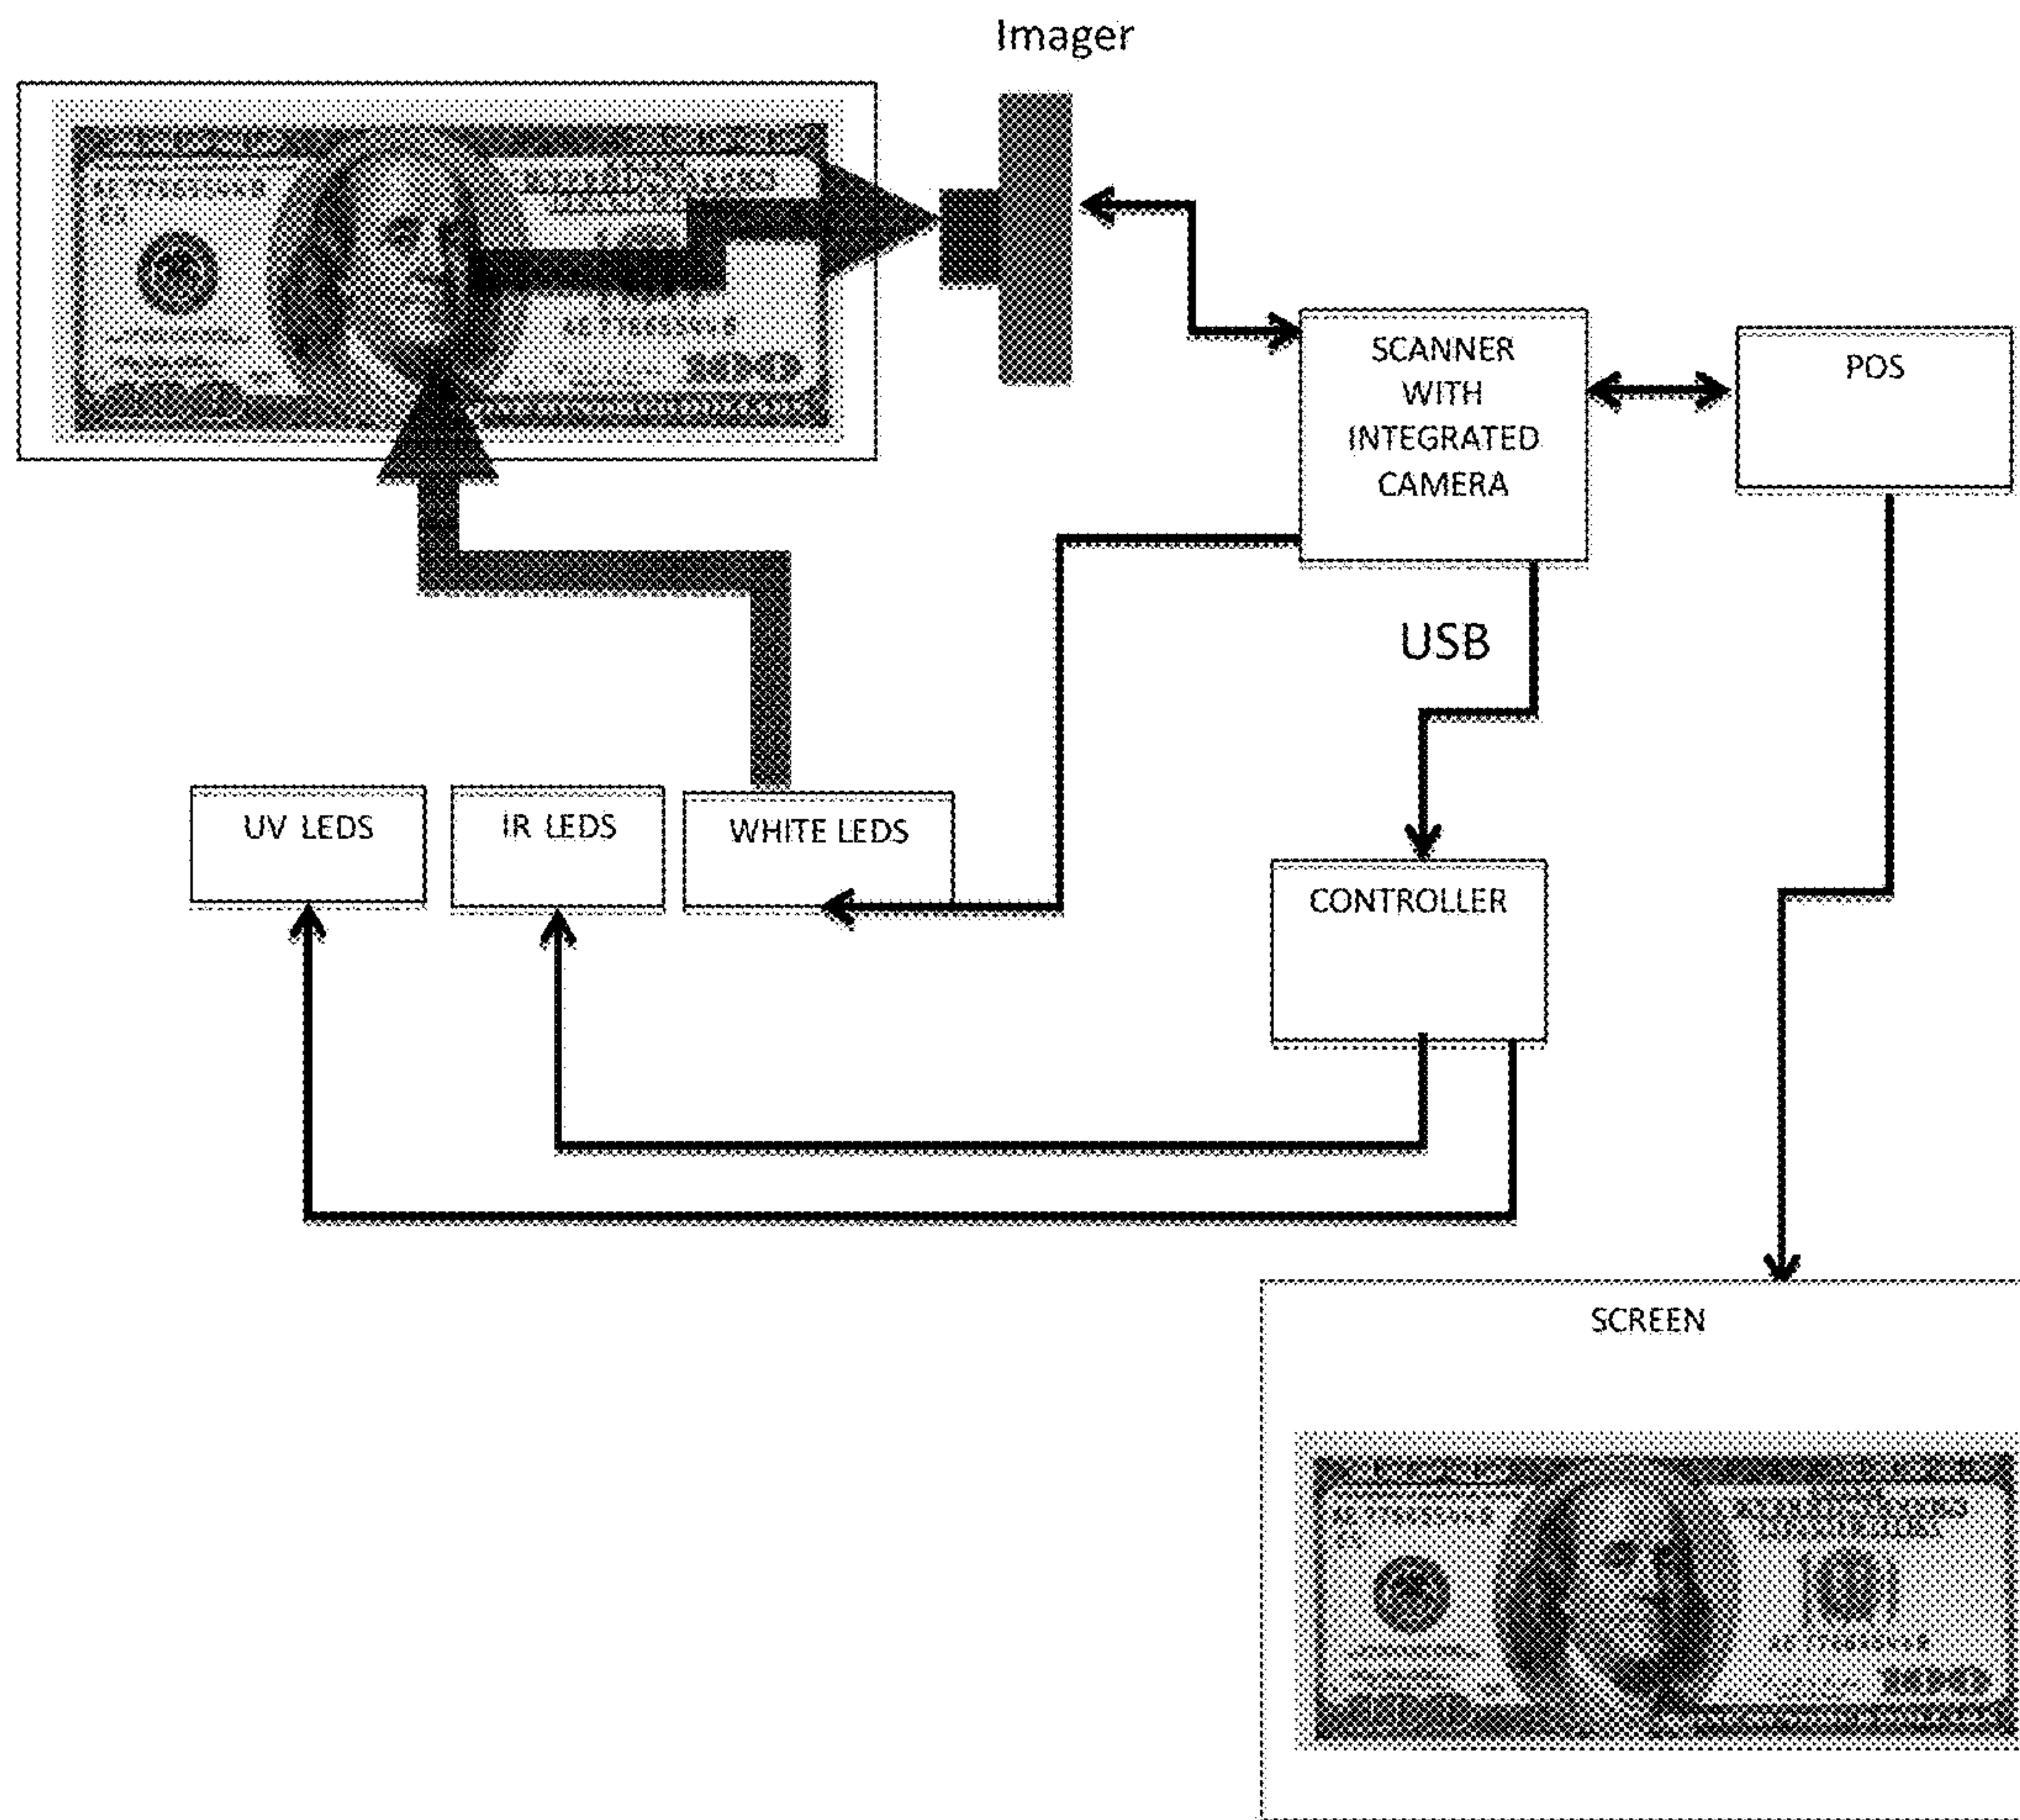 Imager
SCANNER
WITH
INTEGRATED
CAMERA
POS
USB
UV LEDS
IR LEDS
WHITE LEDS
CONTROLLER
SCREEN